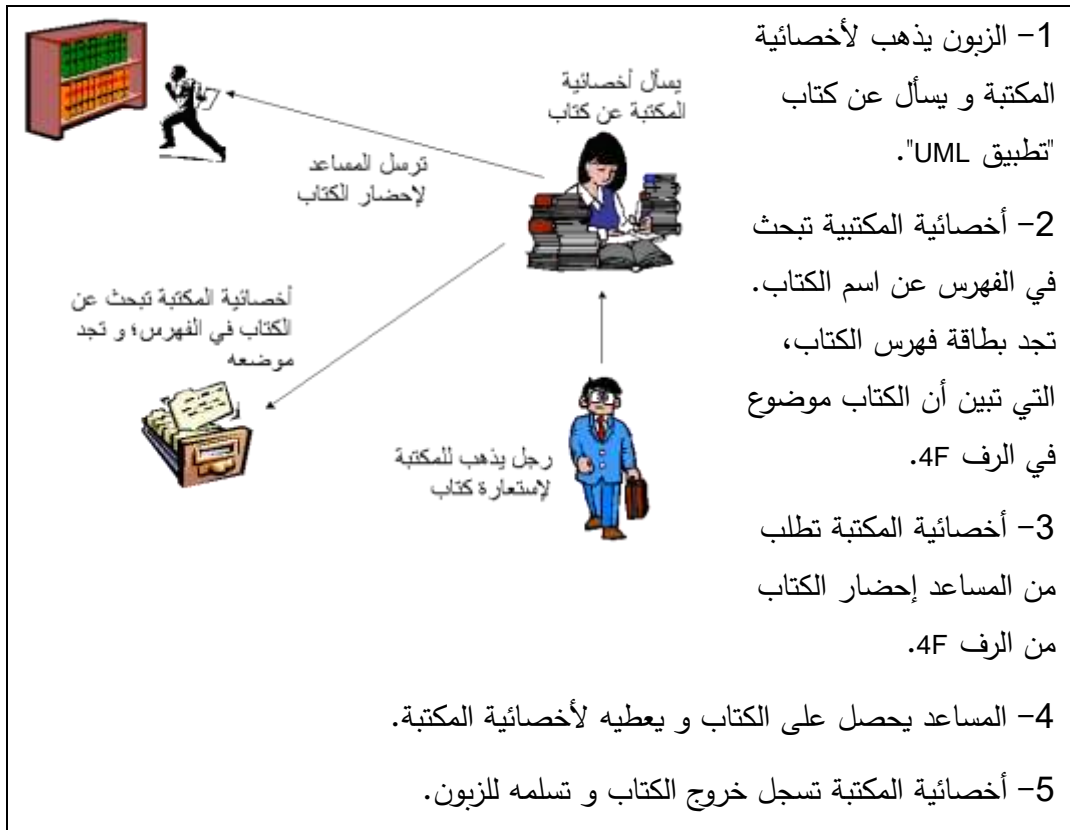 1- الزبون يذهب لأخصائية
المكتبة و يسأل عن كتاب
"تطبيق UML".
2- أخصائية المكتبية تبحث
في الفهرس عن اسم الكتاب.
تجد بطاقة فهرس الكتاب،
التي تبين أن الكتاب موضوع
في الرف 4F.
3- أخصائية المكتبة تطلب
من المساعد إحضار الكتاب
من الرف 4F.
4- المساعد يحصل على الكتاب و يعطيه لأخصائية المكتبة.
5- أخصائية المكتبة تسجل خروج الكتاب و تسلمه للزبون.
يسأل أخصائية
المكتبة عن كتاب
ترسل المساعد
لإحضار الكتاب
أخصائية المكتبة تبحث عن
الكتاب في الفهرس؛ و تجد
موضعه
رجل يذهب للمكتبة
لإستعارة كتاب